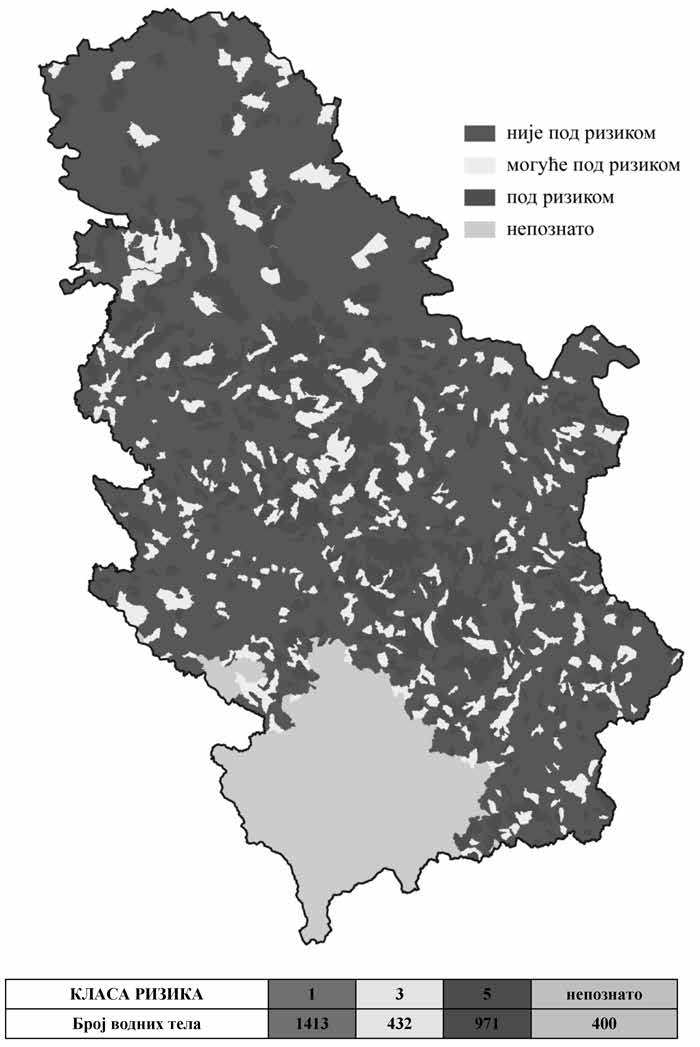 није под ризиком
могуће под ризиком
под ризиком
непознато
КЛАСА РИЗИКА 1 3 5 непознато
Број водних тела 1413 432 971 400